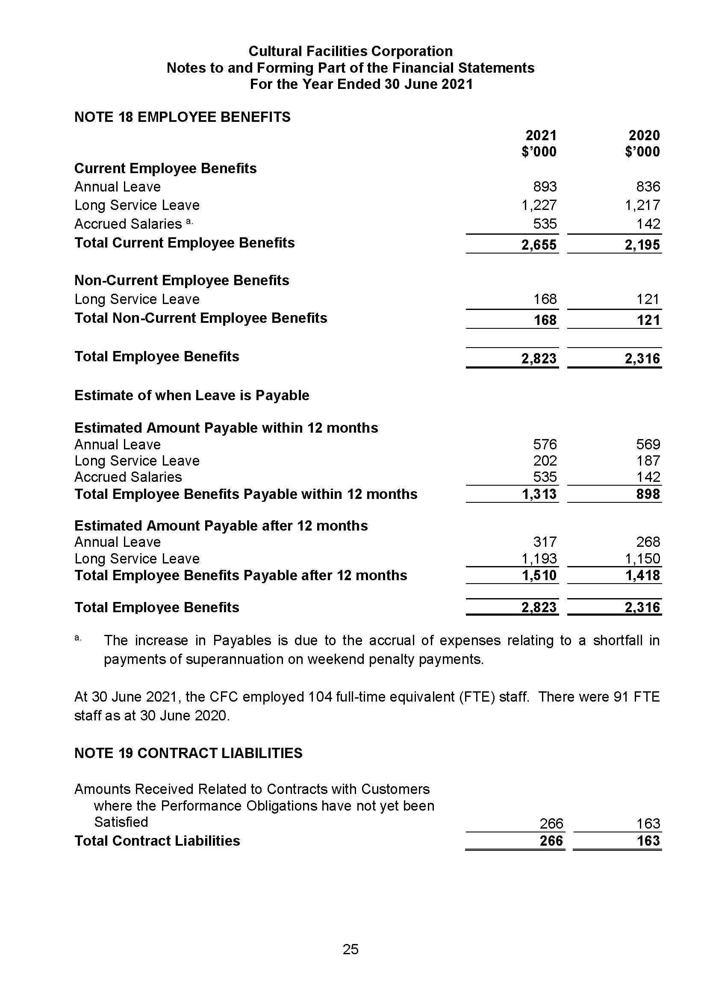 Cultural Facilities Corporation
Notes to and Forming Part of the Financial Statements
For the Year Ended 30 June 2021
NOTE 18 EMPLOYEE BENEFITS
2021 2020
$’000 $’000
Current Employee Benefits
Annual Leave 893 836
Long Service Leave 1,227 1,217
Accrued Salaries a. 535 142
Total Current Employee Benefits 2,655 2,195
Non-Current Employee Benefits
Long Service Leave 168 121
Total Non-Current Employee Benefits 168 121
Total Employee Benefits 2,823 2,316
Estimate of when Leave is Payable
Estimated Amount Payable within 12 months
Annual Leave 576 569
Long Service Leave 202 187
Accrued Salaries 535 142
Total Employee Benefits Payable within 12 months 1,313 898
Estimated Amount Payable after 12 months
Annual Leave 317 268
Long Service Leave 1,193 1,150
Total Employee Benefits Payable after 12 months 1,510 1,418
Total Employee Benefits 2,823 2,316
a. The increase in Payables is due to the accrual of expenses relating to a shortfall in
payments of superannuation on weekend penalty payments.
At 30 June 2021, the CFC employed 104 full-time equivalent (FTE) staff. There were 91 FTE
staff as at 30 June 2020.
NOTE 19 CONTRACT LIABILITIES
Amounts Received Related to Contracts with Customers
where the Performance Obligations have not yet been
Satisfied 266 163
Total Contract Liabilities 266 163
25